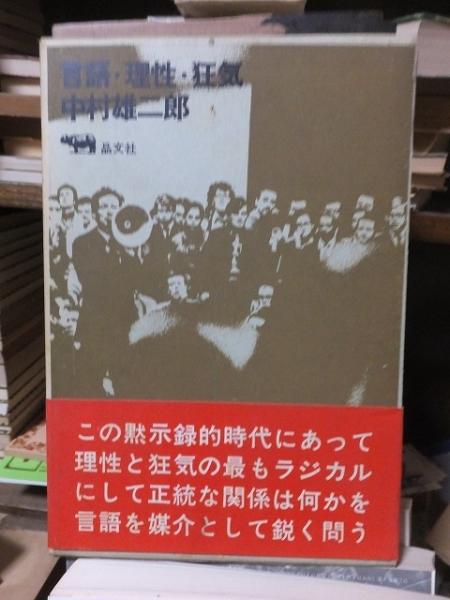 言語・理性・狂気
中村雄二郎
晶文社
この黙示録的時代にあって
理性と狂気の最もラジカル
にして正統な関係は何かを
言語を媒介として鋭く問う